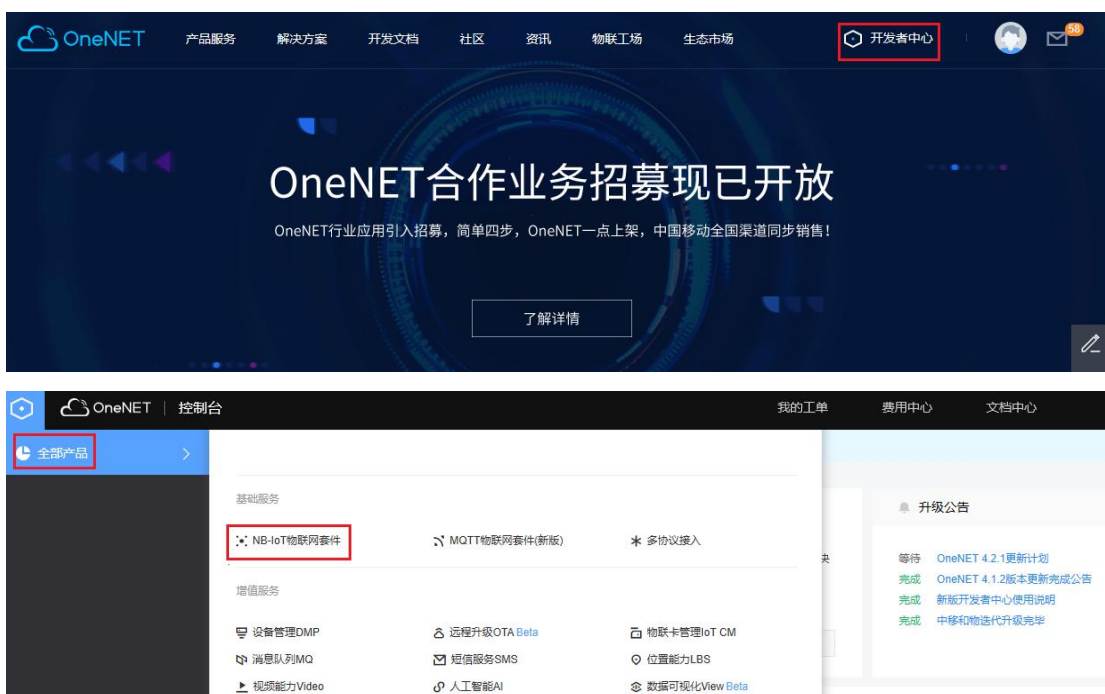 OneNET 产品服务 解决方案 开发文档 社区 资讯 物联工场 生态市场 开发者中心 58
OneNET合作业务招募现已开放
OneNET行业应用引入招募，简单四步，OneNET一点上架，中国移动全国渠道同步销售！
了解详情
OneNET 控制台 我的工单 费用中心 文档中心
全部产品
基础服务
升级公告
NB-IoT物联网套件 MQTT物联网套件(新版) 多协议接入
决
等待 OneNET 4.2.1更新计划
完成 OneNET 4.1.2版本更新完成公告
增值服务
完成 新版开发者中心使用说明
完成 中移和物迭代升级完毕
设备管理DMP 远程升级OTA Beta 物联卡管理IoT CM
消息队列MQ 短信服务SMS 位置能力LBS
视频能力Video 人工智能AI 数据可视化View Beta